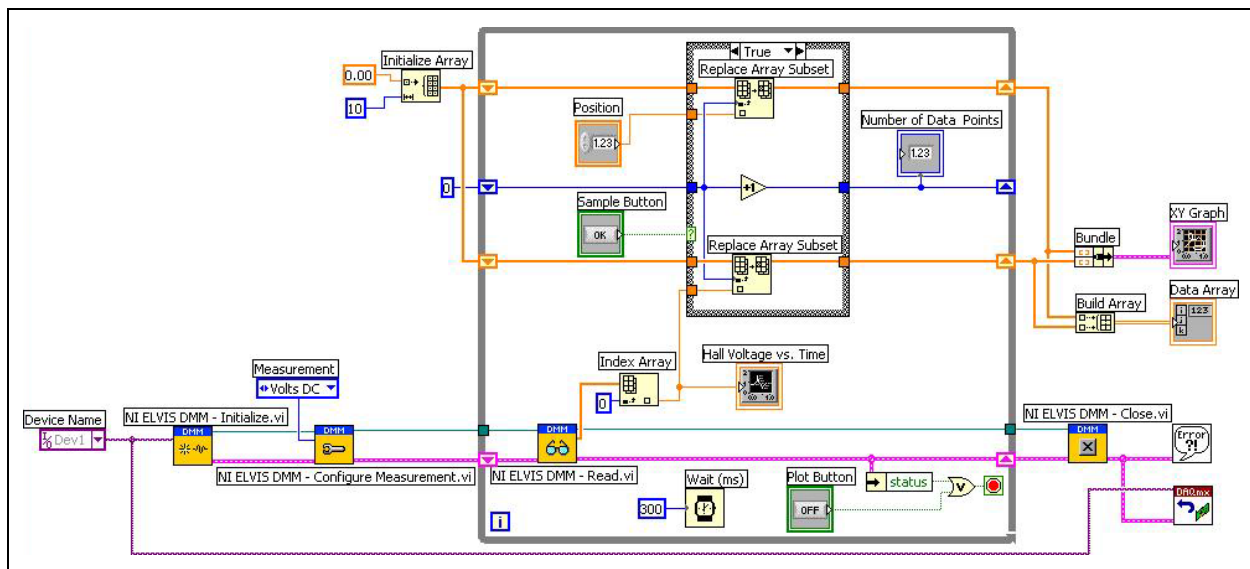 True
Initialize Array
0.00
10
Replace Array Subset
Position
1.23
Number of Data Points
1.23
0
+1
Sample Button
OK
?
Replace Array Subset
XY Graph
Bundle
Data Array
Build Array
Index Array
0
Hall Voltage vs. Time
Measurement
Volts DC
Device Name
Dev1
NI ELVIS DMM - Initialize.vi
DMM
NI ELVIS DMM - Configure Measurement.vi
DMM
NI ELVIS DMM - Read.vi
DMM
NI ELVIS DMM - Close.vi
DMM
Error
?!
Wait (ms)
300
Plot Button
OFF
status
V
DAQmx
i